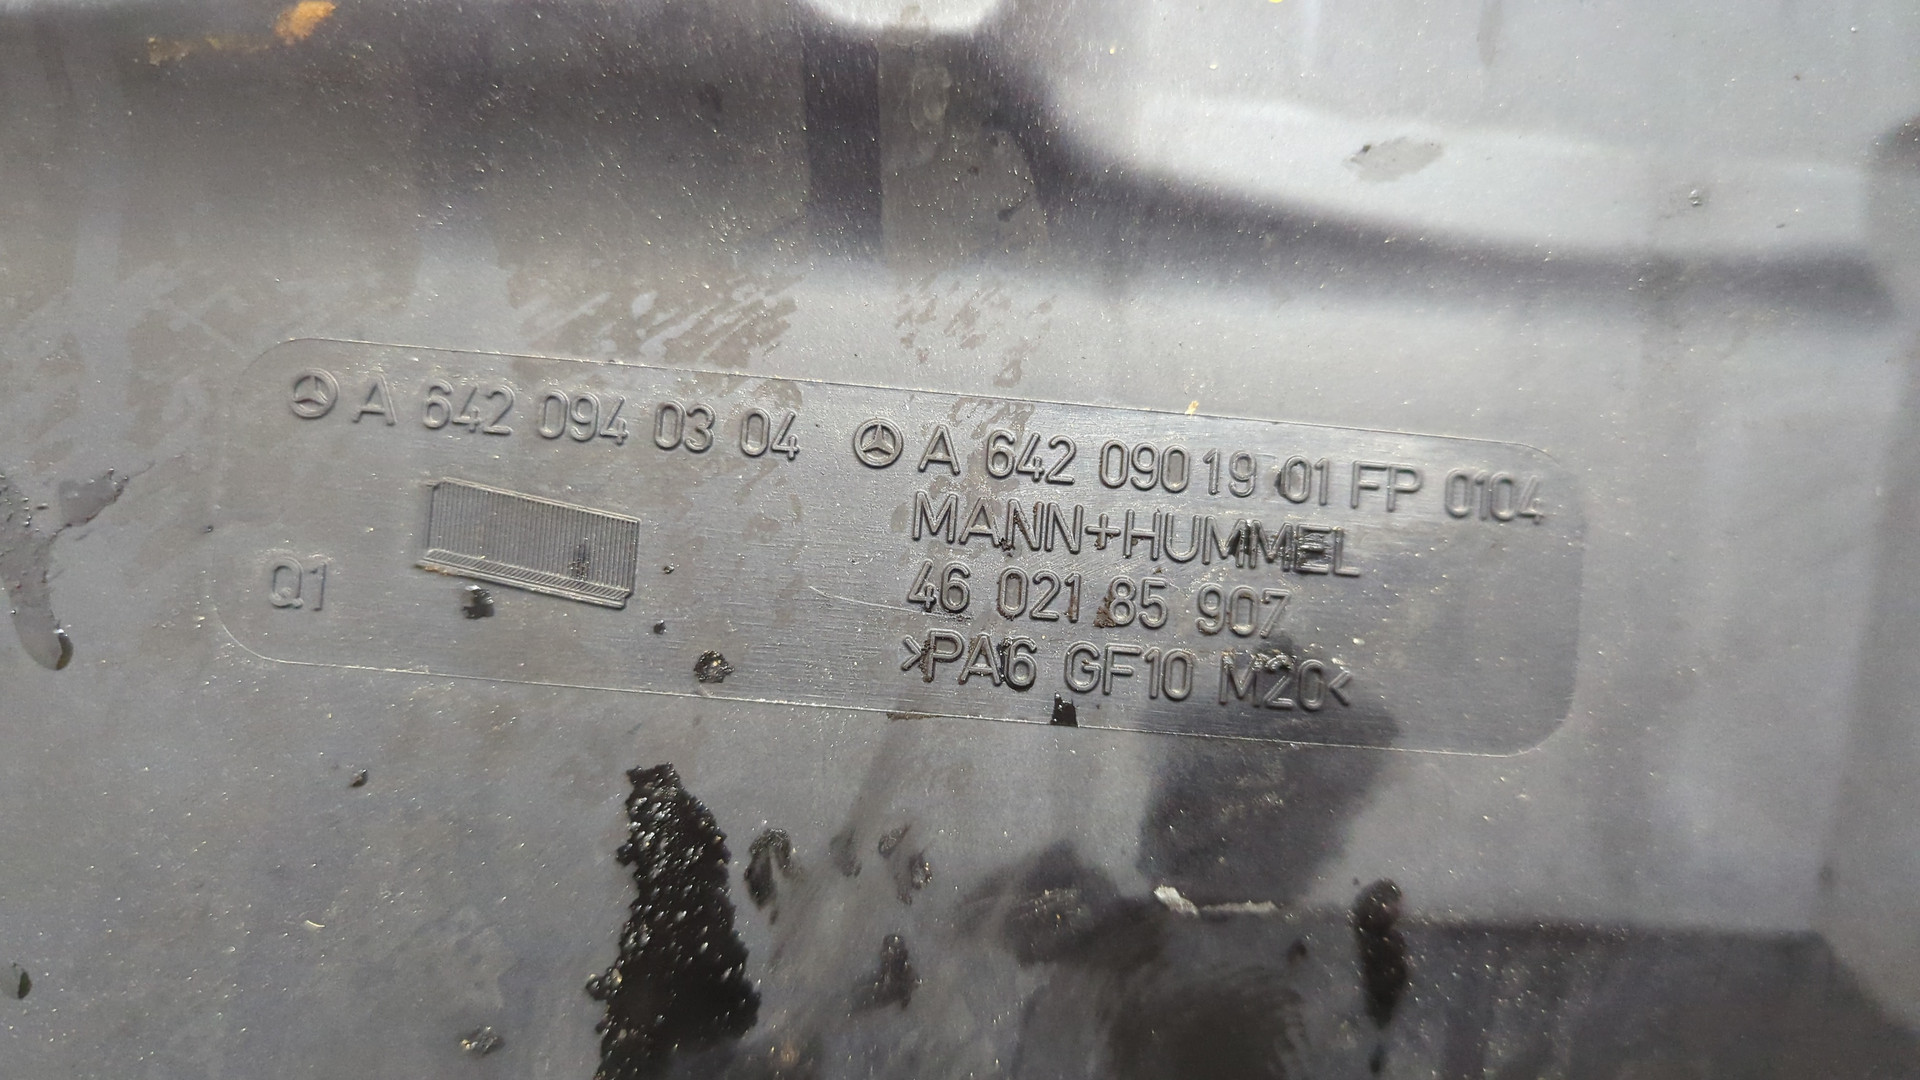 A 642 094 03 04
A 642 090 19 01 FP 0104
MANN+HUMMEL
46 021 85 907
>PA6 GF10 M20<
Q1